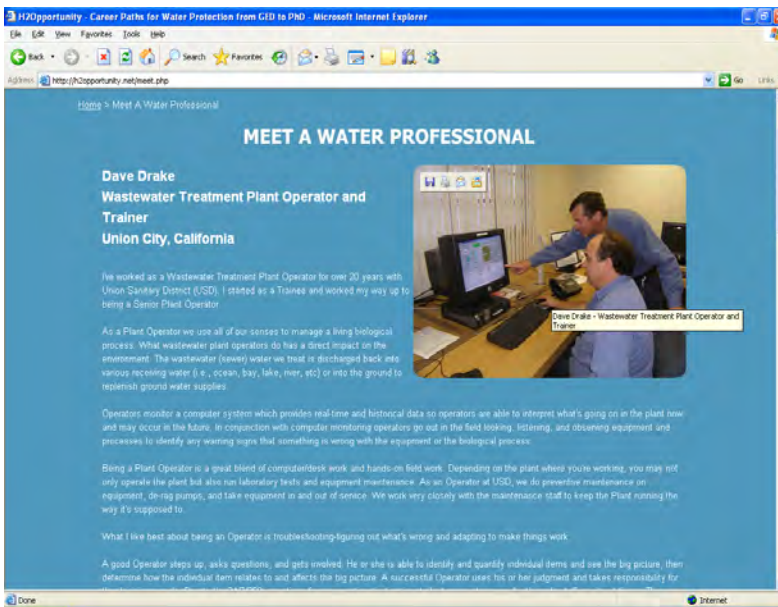 H2Opportunity - Career Paths for Water Protection from GED to PhD - Microsoft Internet Explorer
File Edit View Favorites Tools Help
Back Search Favorites
Address http://h2opportunity.net/meet.php Go Links
Home > Meet A Water Professional
MEET A WATER PROFESSIONAL
Dave Drake
Wastewater Treatment Plant Operator and
Trainer
Union City, California
I've worked as a Wastewater Treatment Plant Operator for over 20 years with
Union Sanitary District (USD). I started as a Trainee and worked my way up to
being a Senior Plant Operator.
Dave Drake - Wastewater Treatment Plant Operator and
Trainer
As a Plant Operator we use all of our senses to manage a living biological
process. What wastewater plant operators do has a direct impact on the
environment. The wastewater (sewer) water we treat is discharged back into
various receiving water (i.e., ocean, bay, lake, river, etc) or into the ground to
replenish ground water supplies.
Operators monitor a computer system which provides real-time and historical data so operators are able to interpret what's going on in the plant now
and may occur in the future. In conjunction with computer monitoring operators go out in the field looking, listening, and observing equipment and
processes to identify any warning signs that something is wrong with the equipment or the biological process.
Being a Plant Operator is a great blend of computer/desk work and hands-on field work. Depending on the plant where you're working, you may not
only operate the plant but also run laboratory tests and equipment maintenance. As an Operator at USD, we do preventive maintenance on
equipment, de-rag pumps, and take equipment in and out of service. We work very closely with the maintenance staff to keep the Plant running the
way it's supposed to.
What I like best about being an Operator is troubleshooting-figuring out what's wrong and adapting to make things work.
A good Operator steps up, asks questions, and gets involved. He or she is able to identify and quantify individual items and see the big picture, then
determine how the individual item relates to and affects the big picture. A successful Operator uses his or her judgment and takes responsibility for
Done Internet